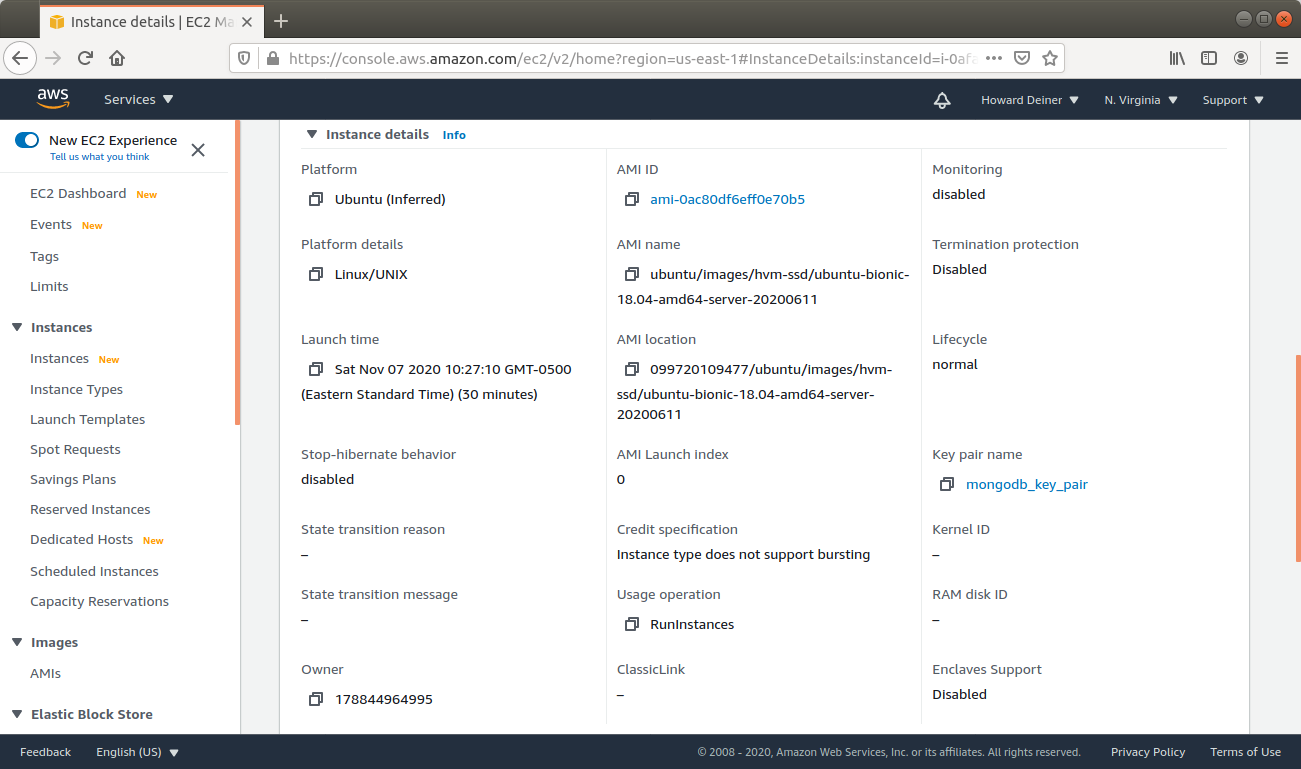 Instance details | EC2 Ma
https://console.aws.amazon.com/ec2/v2/home?region=us-east-1#InstanceDetails:instanceId=i-0afa
aws
Services
Howard Deiner
N. Virginia
Support
New EC2 Experience
Tell us what you think
EC2 Dashboard New
Events New
Tags
Limits
Instances
Instances New
Instance Types
Launch Templates
Spot Requests
Savings Plans
Reserved Instances
Dedicated Hosts New
Scheduled Instances
Capacity Reservations
Images
AMIs
Elastic Block Store
Instance details Info
Platform
Ubuntu (Inferred)
Platform details
Linux/UNIX
Launch time
Sat Nov 07 2020 10:27:10 GMT-0500
(Eastern Standard Time) (30 minutes)
Stop-hibernate behavior
disabled
State transition reason
–
State transition message
–
Owner
178844964995
AMI ID
ami-0ac80df6eff0e70b5
AMI name
ubuntu/images/hvm-ssd/ubuntu-bionic-
18.04-amd64-server-20200611
AMI location
099720109477/ubuntu/images/hvm-
ssd/ubuntu-bionic-18.04-amd64-server-
20200611
AMI Launch index
0
Credit specification
Instance type does not support bursting
Usage operation
RunInstances
ClassicLink
–
Monitoring
disabled
Termination protection
Disabled
Lifecycle
normal
Key pair name
mongodb_key_pair
Kernel ID
–
RAM disk ID
–
Enclaves Support
Disabled
Feedback
English (US)
© 2008 - 2020, Amazon Web Services, Inc. or its affiliates. All rights reserved.
Privacy Policy
Terms of Use